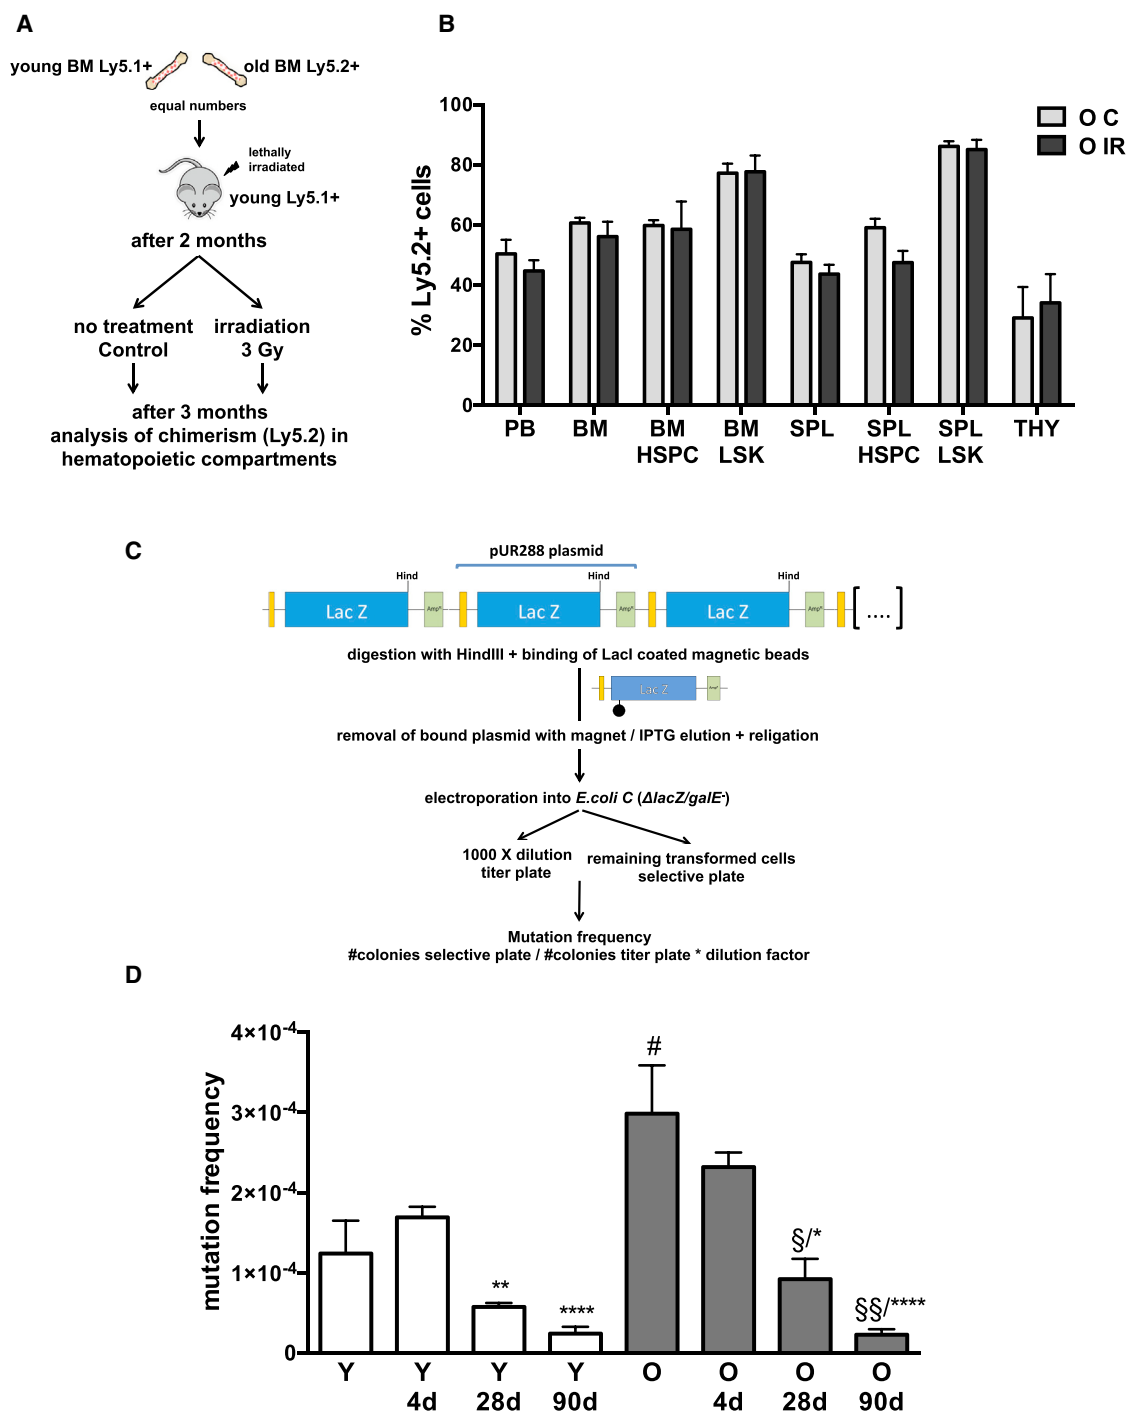 A
young BM Ly5.1+
old BM Ly5.2+
equal numbers
lethally
irradiated
young Ly5.1+
after 2 months
no treatment
Control
irradiation
3 Gy
after 3 months
analysis of chimerism (Ly5.2) in
hematopoietic compartments
B
% Ly5.2+ cells
100
80
60
40
20
0
O C
O IR
PB
BM
BM
HSPC
BM
LSK
SPL
SPL
HSPC
SPL
LSK
THY
C
pUR288 plasmid
Hind
Hind
Hind
Lac Z
Amp^R
Lac Z
Amp^R
Lac Z
Amp^R
[....]
digestion with HindIII + binding of LacI coated magnetic beads
Lac Z
Amp^R
removal of bound plasmid with magnet / IPTG elution + religation
electroporation into E.coli C (ΔlacZ/galE⁻)
1000 X dilution
titer plate
remaining transformed cells
selective plate
Mutation frequency
#colonies selective plate / #colonies titer plate * dilution factor
D
mutation frequency
4×10⁻⁴
3×10⁻⁴
2×10⁻⁴
1×10⁻⁴
0
**
****
#
§/*
§§/****
Y
Y
4d
Y
28d
Y
90d
O
O
4d
O
28d
O
90d